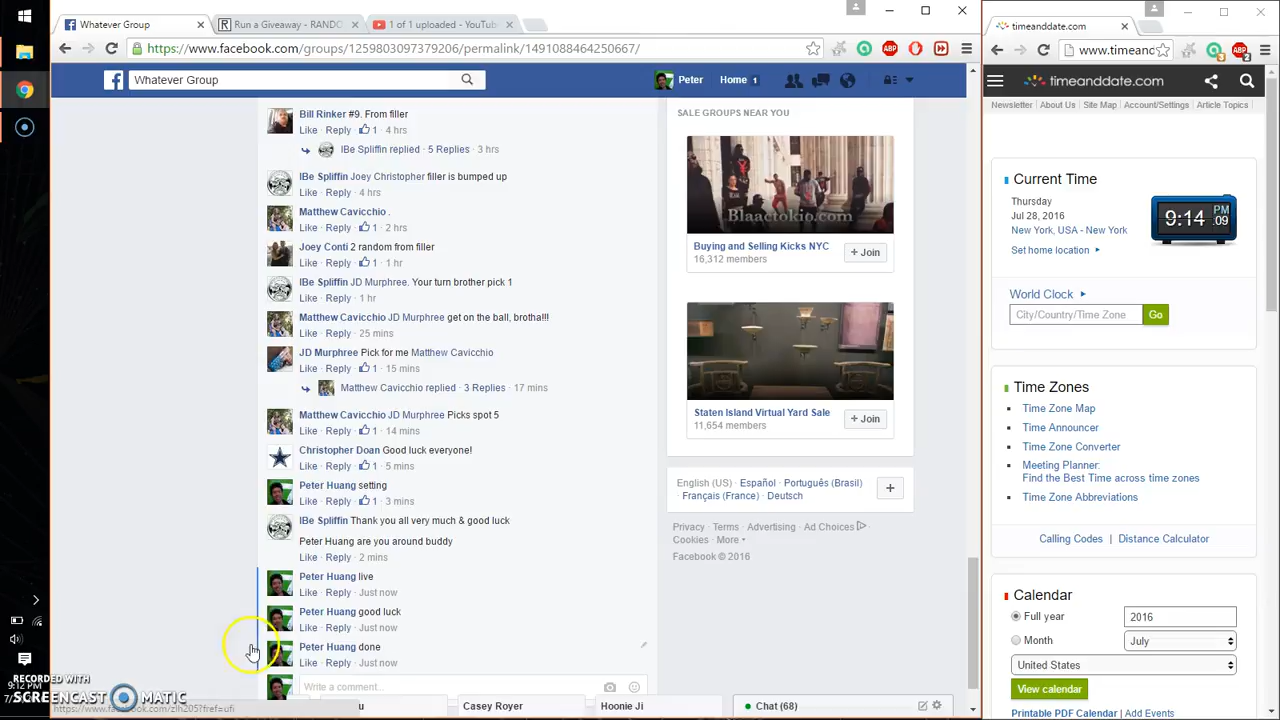 Whatever Group
Run a Giveaway - RANDO
1 of 1 uploaded - YouTub
https://www.facebook.com/groups/1259803097379206/permalink/1491088464250667/
Whatever Group
Peter
Home 1
Bill Rinker #9. From filler
Like · Reply · 1 · 4 hrs
IBe Spliffin replied · 5 Replies · 3 hrs
IBe Spliffin Joey Christopher filler is bumped up
Like · Reply · 4 hrs
Matthew Cavicchio .
Like · Reply · 2 hrs
Joey Conti 2 random from filler
Like · Reply · 1 · 1 hr
IBe Spliffin JD Murphree. Your turn brother pick 1
Like · Reply · 1 hr
Matthew Cavicchio JD Murphree get on the ball, brotha!!!
Like · Reply · 25 mins
JD Murphree Pick for me Matthew Cavicchio
Like · Reply · 1 · 15 mins
Matthew Cavicchio replied · 3 Replies · 17 mins
Matthew Cavicchio JD Murphree Picks spot 5
Like · Reply · 1 · 14 mins
Christopher Doan Good luck everyone!
Like · Reply · 1 · 5 mins
Peter Huang setting
Like · Reply · 1 · 3 mins
IBe Spliffin Thank you all very much & good luck
Peter Huang are you around buddy
Like · Reply · 2 mins
Peter Huang live
Like · Reply · Just now
Peter Huang good luck
Like · Reply · Just now
Peter Huang done
Like · Reply · Just now
Write a comment...
SALE GROUPS NEAR YOU
Blaactokio.com
Buying and Selling Kicks NYC
16,312 members
+ Join
Staten Island Virtual Yard Sale
11,654 members
+ Join
English (US) · Español · Português (Brasil) ·
Français (France) · Deutsch
+
Privacy · Terms · Advertising · Ad Choices ·
Cookies · More
Facebook © 2016
Casey Royer
Hoonie Ji
Chat (68)
9:12 PM
RECORDED WITH
SCREENCAST MATIC
https://www.facebook.com/zlh205?fref=ufi
timeanddate.com
www.timeand
ABP
ABP
3
2
timeanddate.com
Newsletter About Us Site Map Account/Settings Article Topics
Current Time
Thursday
Jul 28, 2016
New York, USA - New York
Set home location
9:14 PM .09
World Clock
City/Country/Time Zone
Go
Time Zones
Time Zone Map
Time Announcer
Time Zone Converter
Meeting Planner:
Find the Best Time across time zones
Time Zone Abbreviations
Calling Codes | Distance Calculator
Calendar
Full year
2016
Month
July
United States
View calendar
Printable PDF Calendar | Add Events